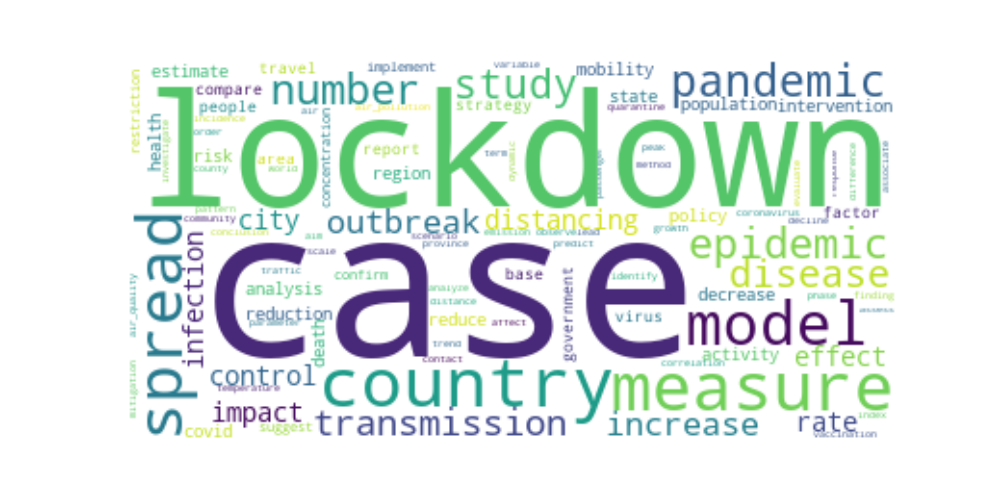 estimate
travel
implement
variable
mobility
pandemic
restriction
compare
number
study
state
people
air
air_pollution
strategy
quarantine
population
intervention
lockdown
health
incidence
order
investigate
risk
county
area
world
concentration
report
region
term
dynamic
peak
method
evaluate
difference
associate
pattern
community
city
outbreak
distancing
policy
coronavirus
decline
factor
conclusion
aim
scenario
province
emission
observe
lead
predict
growth
epidemic
spread
infection
case
scale
traffic
confirm
analysis
analyze
distance
base
government
identify
disease
decrease
phase
finding
assess
air_quality
reduction
parameter
death
reduce
affect
virus
model
trend
contact
correlation
activity
effect
mitigation
control
temperature
country
measure
impact
transmission
increase
rate
index
covid
suggest
vaccination